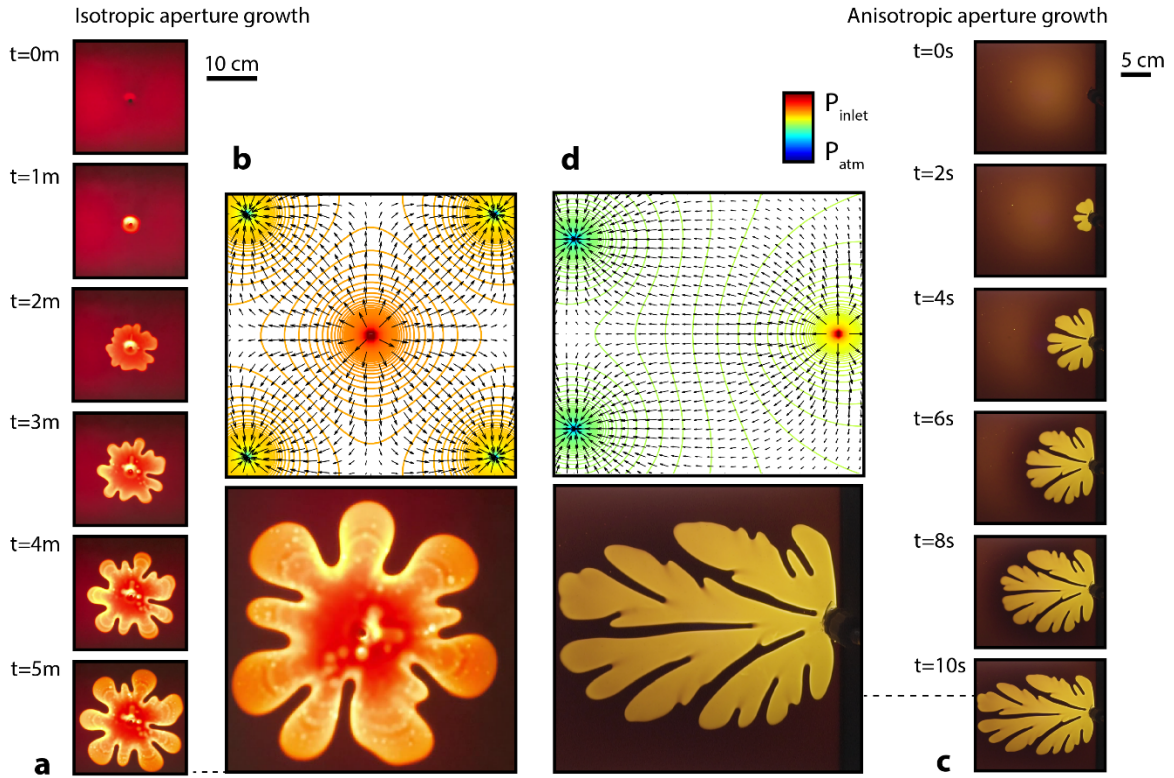 Isotropic aperture growth
Anisotropic aperture growth
t=0m
10 cm
t=1m
t=2m
t=3m
t=4m
t=5m
a
b
d
P_inlet
P_atm
t=0s
5 cm
t=2s
t=4s
t=6s
t=8s
t=10s
c